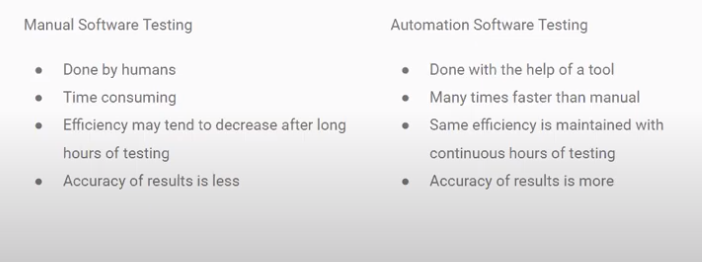 Manual Software Testing
● Done by humans
● Time consuming
● Efficiency may tend to decrease after long
hours of testing
● Accuracy of results is less
Automation Software Testing
● Done with the help of a tool
● Many times faster than manual
● Same efficiency is maintained with
continuous hours of testing
● Accuracy of results is more